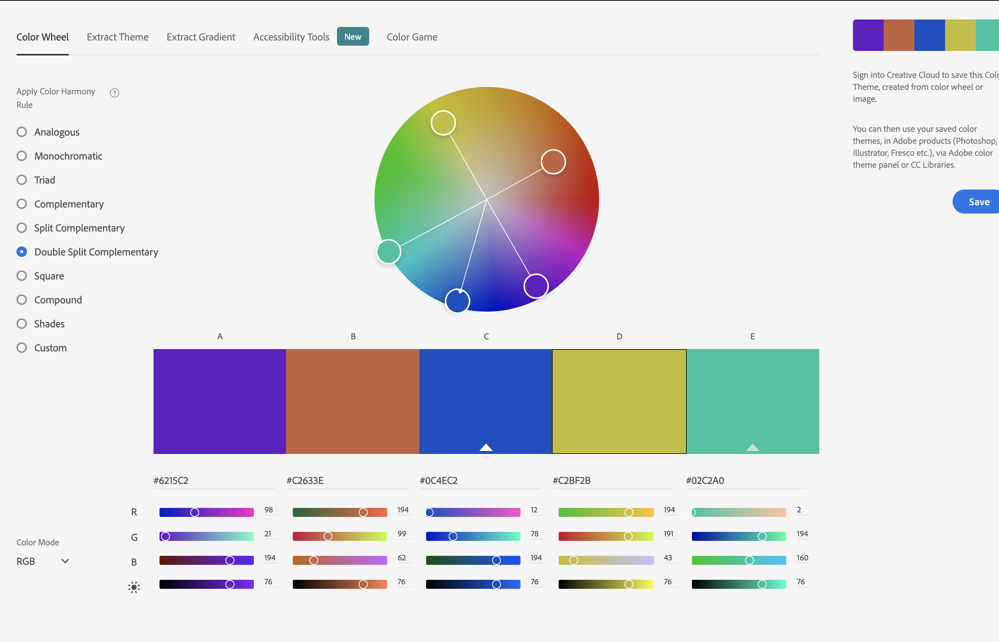 Color Wheel Extract Theme Extract Gradient Accessibility Tools New Color Game
Apply Color Harmony
Rule
?
Analogous
Monochromatic
Triad
Complementary
Split Complementary
Double Split Complementary
Square
Compound
Shades
Custom
Sign into Creative Cloud to save this
Theme, created from color wheel or
image.
You can then use your saved color
themes, in Adobe products (Photoshop,
Illustrator, Fresco etc.), via Adobe color
theme panel or CC Libraries.
Save
A B C D E
#6215C2 #C2633E #0C4EC2 #C2BF2B #02C2A0
R 98 194 12 194 2
G 21 99 78 191 194
B 194 62 194 43 160
76 76 76 76 76
Color Mode
RGB